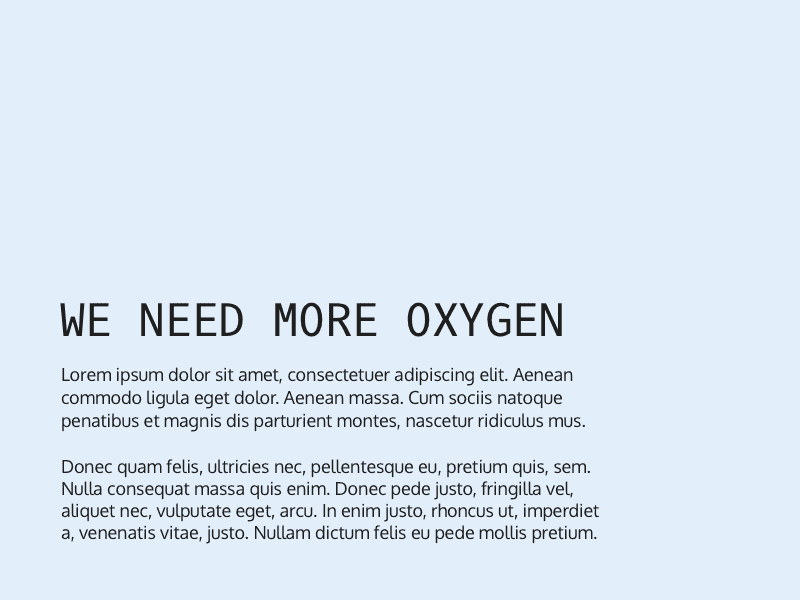 WE NEED MORE OXYGEN
Lorem ipsum dolor sit amet, consectetuer adipiscing elit. Aenean
commodo ligula eget dolor. Aenean massa. Cum sociis natoque
penatibus et magnis dis parturient montes, nascetur ridiculus mus.
Donec quam felis, ultricies nec, pellentesque eu, pretium quis, sem.
Nulla consequat massa quis enim. Donec pede justo, fringilla vel,
aliquet nec, vulputate eget, arcu. In enim justo, rhoncus ut, imperdiet
a, venenatis vitae, justo. Nullam dictum felis eu pede mollis pretium.